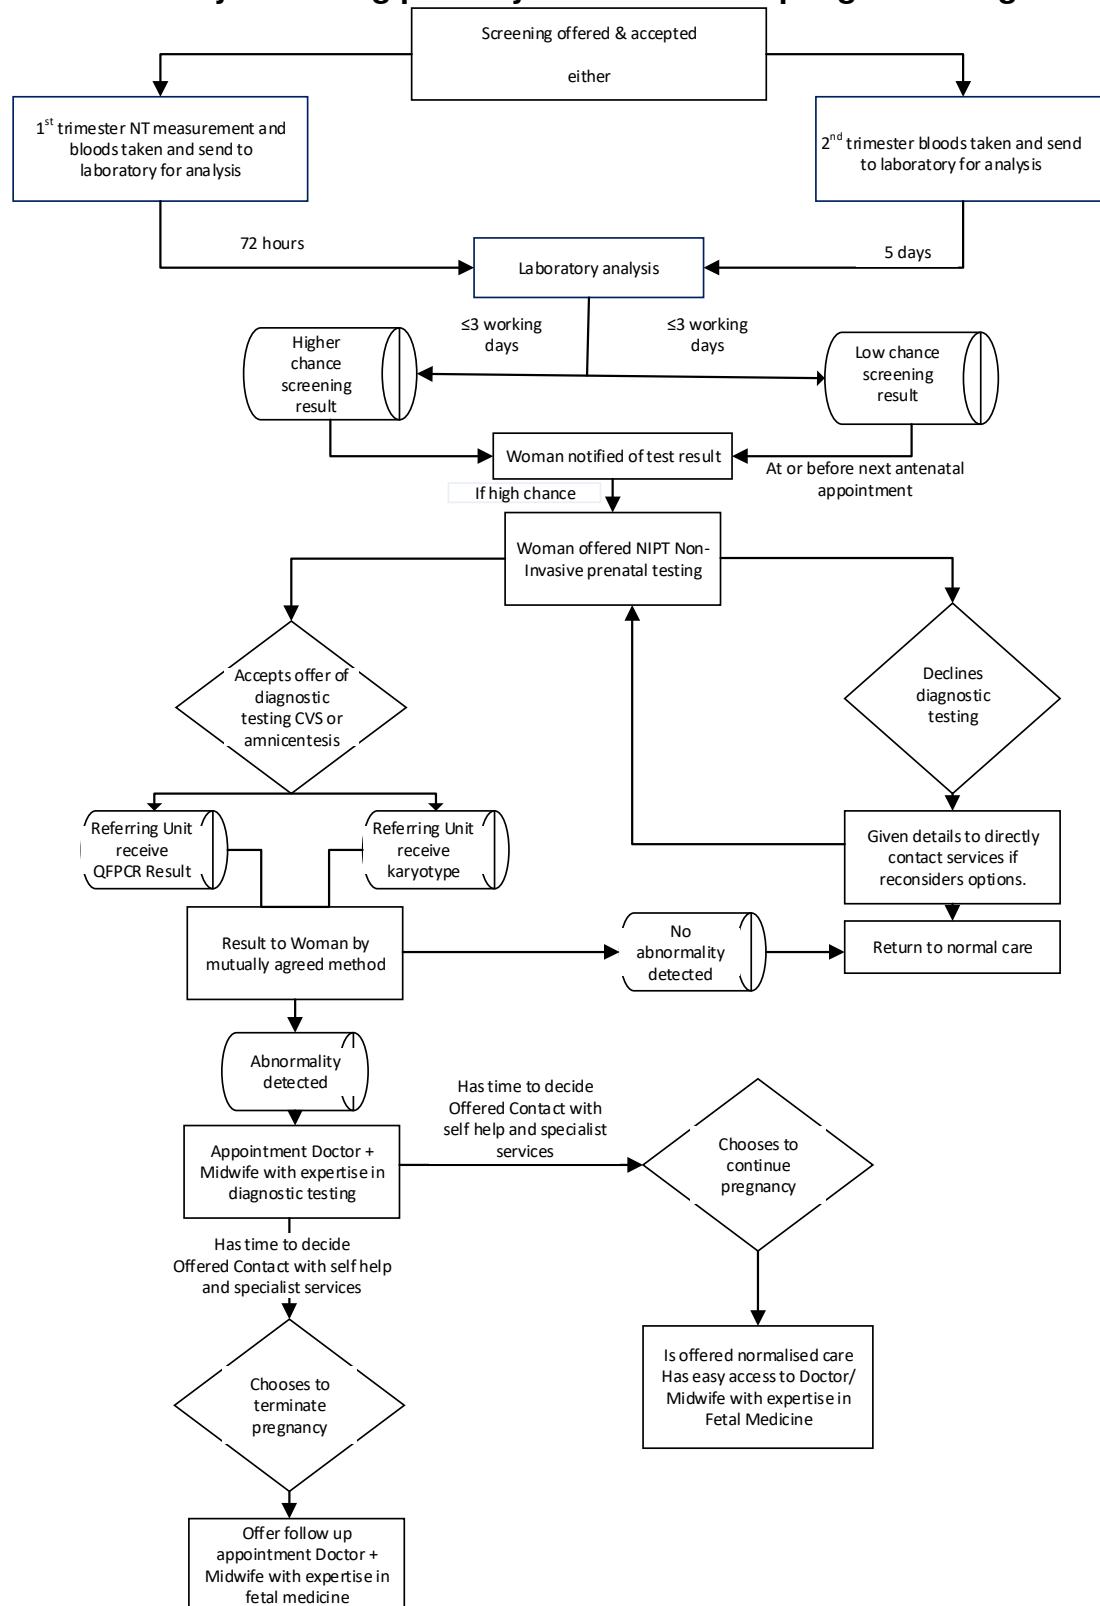 Screening offered & accepted
either
1st trimester NT measurement and
bloods taken and send to
laboratory for analysis
2nd trimester bloods taken and send
to laboratory for analysis
72 hours
5 days
Laboratory analysis
≤3 working
days
≤3 working
days
Higher
chance
screening
result
Low chance
screening
result
Woman notified of test result
At or before next antenatal
appointment
If high chance
Woman offered NIPT Non-
Invasive prenatal testing
Accepts offer of
diagnostic
testing CVS or
amnicentesis
Declines
diagnostic
testing
Referring Unit
receive
QFPCR Result
Referring Unit
receive
karyotype
Given details to directly
contact services if
reconsiders options.
Result to Woman by
mutually agreed method
No
abnormality
detected
Return to normal care
Abnormality
detected
Has time to decide
Offered Contact with
self help and specialist
services
Appointment Doctor +
Midwife with expertise in
diagnostic testing
Chooses to
continue
pregnancy
Has time to decide
Offered Contact with self help
and specialist services
Chooses to
terminate
pregnancy
Is offered normalised care
Has easy access to Doctor/
Midwife with expertise in
Fetal Medicine
Offer follow up
appointment Doctor +
Midwife with expertise in
fetal medicine